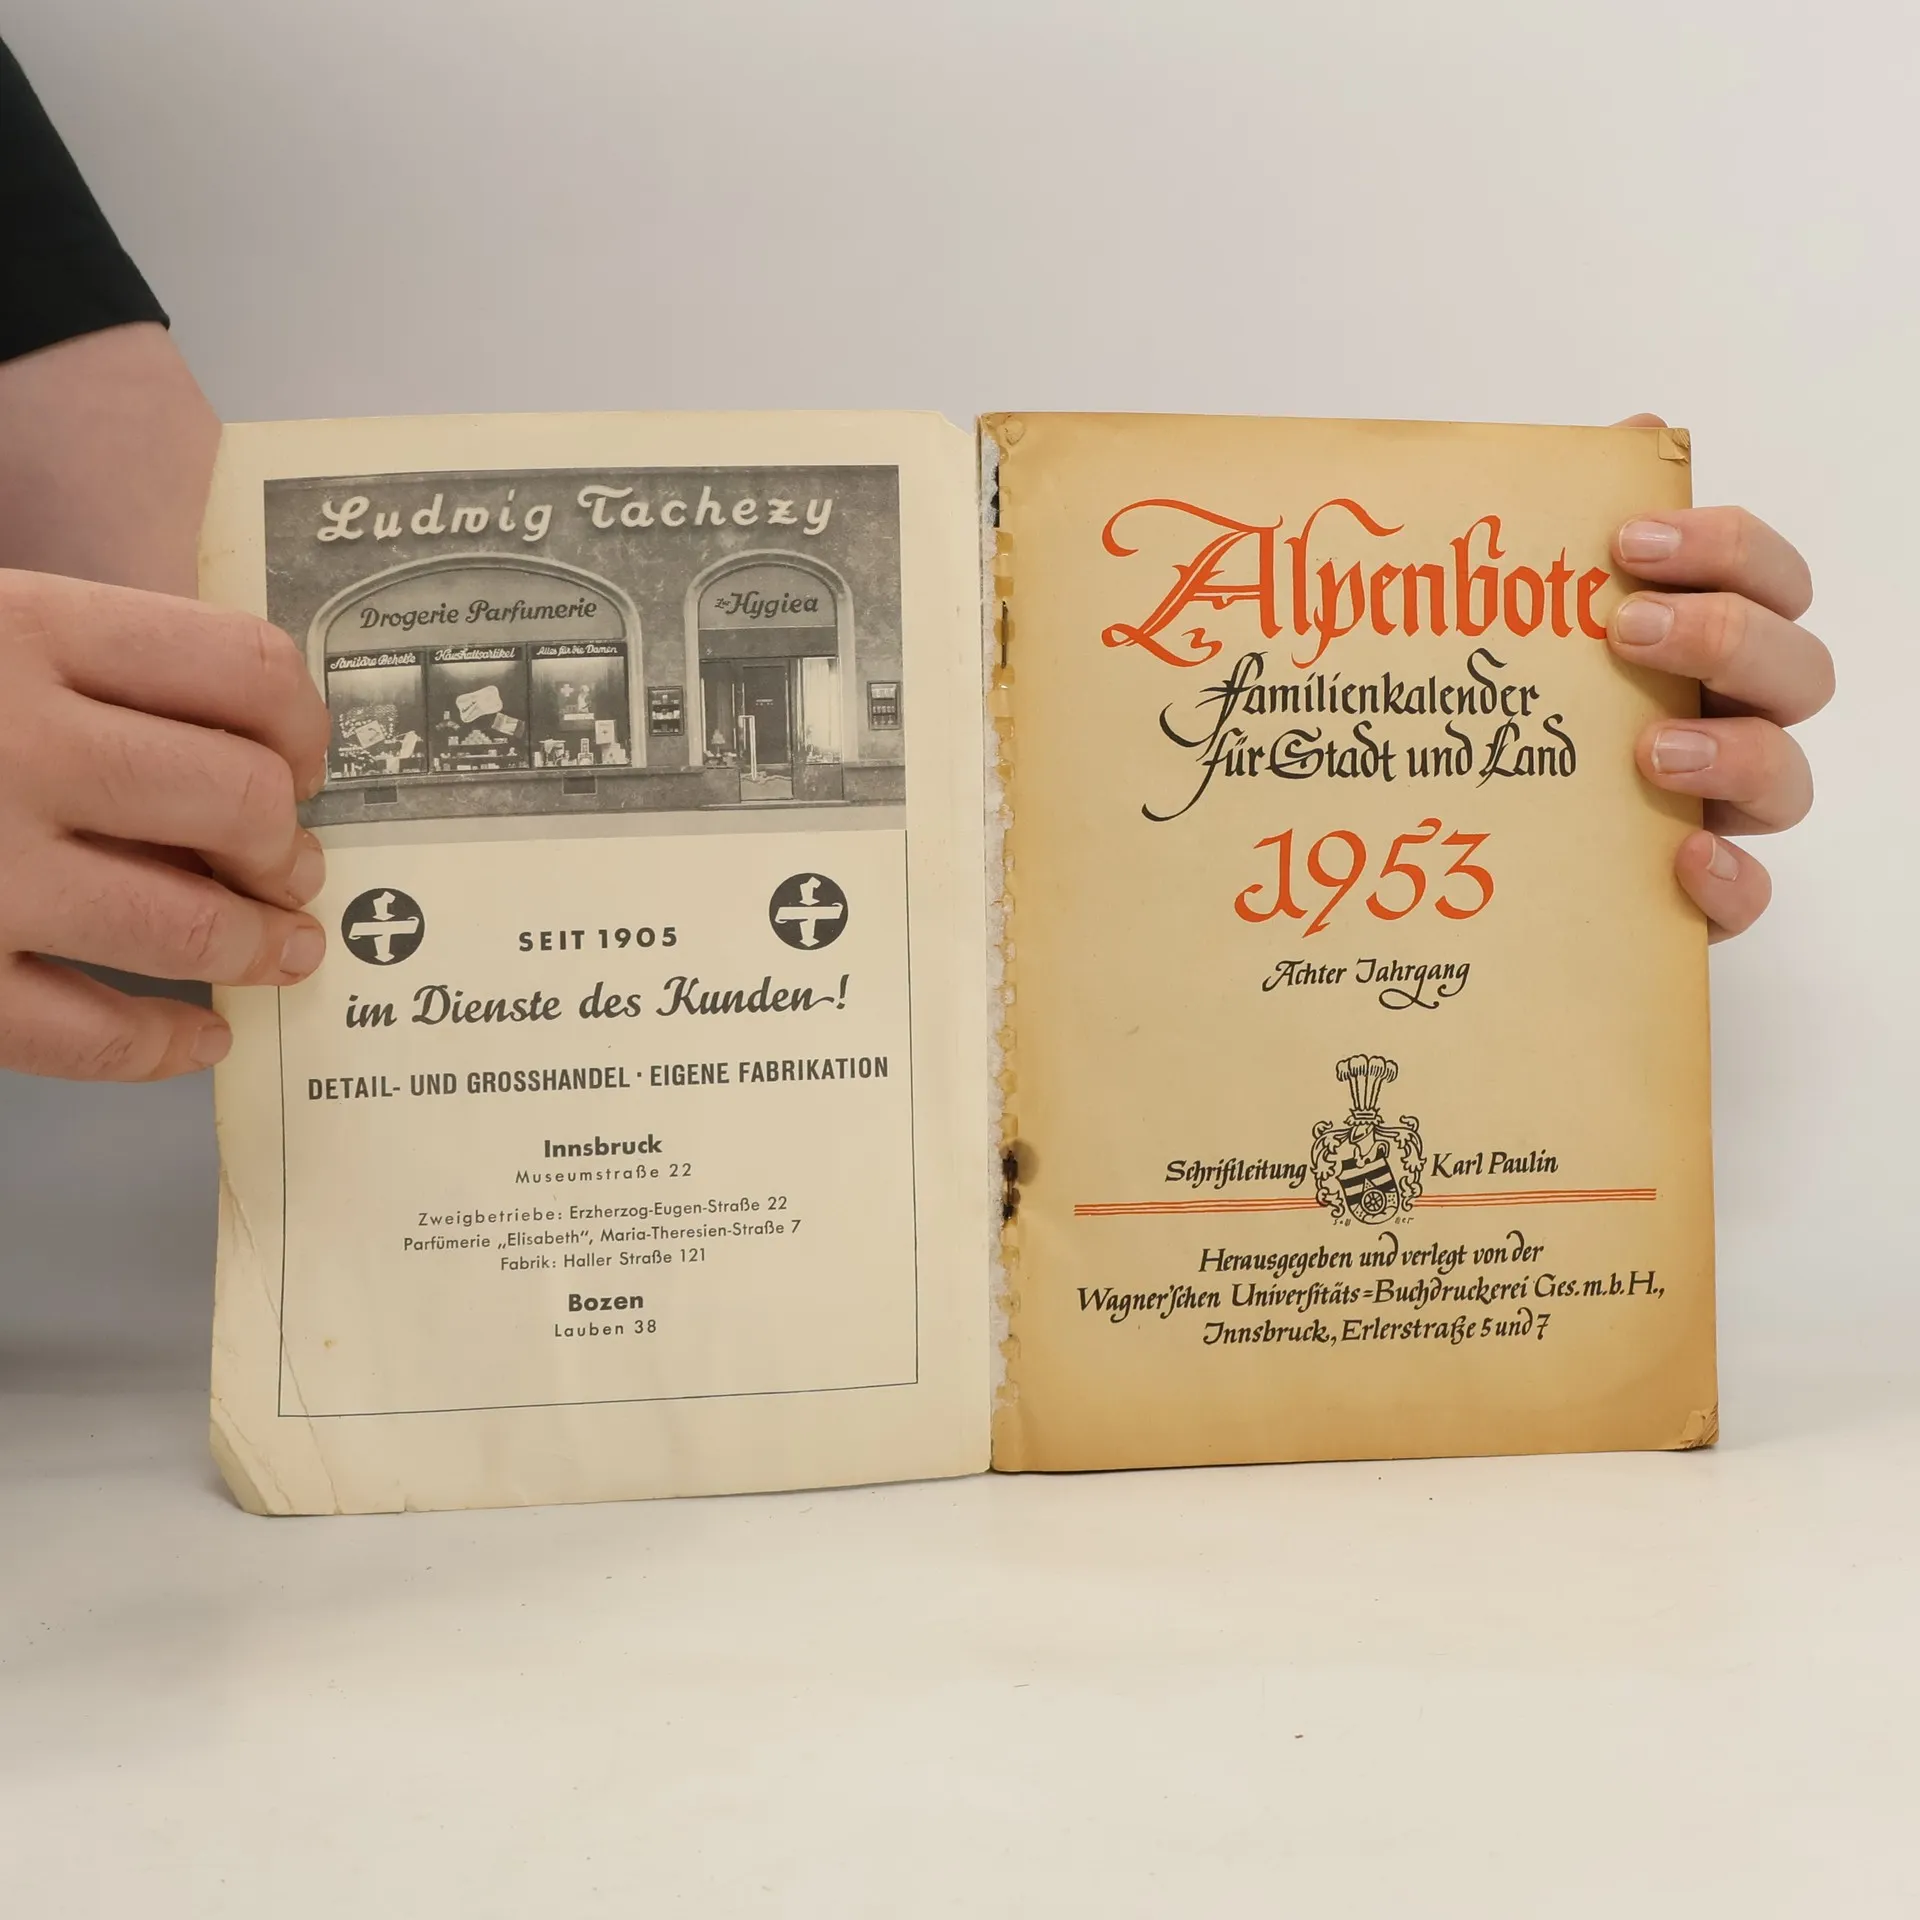 Ludwig Tachezy
Drogerie Parfumerie
Zur Hygiea
Sanitäre Behelfe
Haushaltsartikel
Alles für die Damen
SEIT 1905
im Dienste des Kunden!
DETAIL- UND GROSSHANDEL · EIGENE FABRIKATION
Innsbruck
Museumstraße 22
Zweigbetriebe: Erzherzog-Eugen-Straße 22
Parfümerie „Elisabeth“, Maria-Theresien-Straße 7
Fabrik: Haller Straße 121
Bozen
Lauben 38
Alpenbote
Familienkalender
für Stadt und Land
1953
Achter Jahrgang
Schriftleitung Karl Paulin
Herausgegeben und verlegt von der
Wagner'schen Universitäts=Buchdruckerei Ges.m.b.H.,
Innsbruck, Erlerstraße 5 und 7